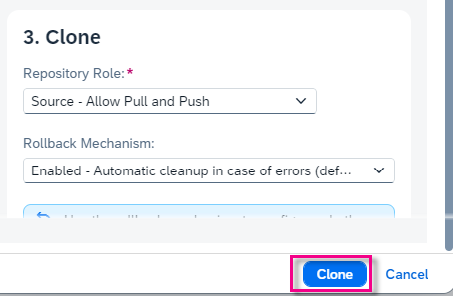 3. Clone
Repository Role:*
Source - Allow Pull and Push
Rollback Mechanism:
Enabled - Automatic cleanup in case of errors (def...
Clone
Cancel